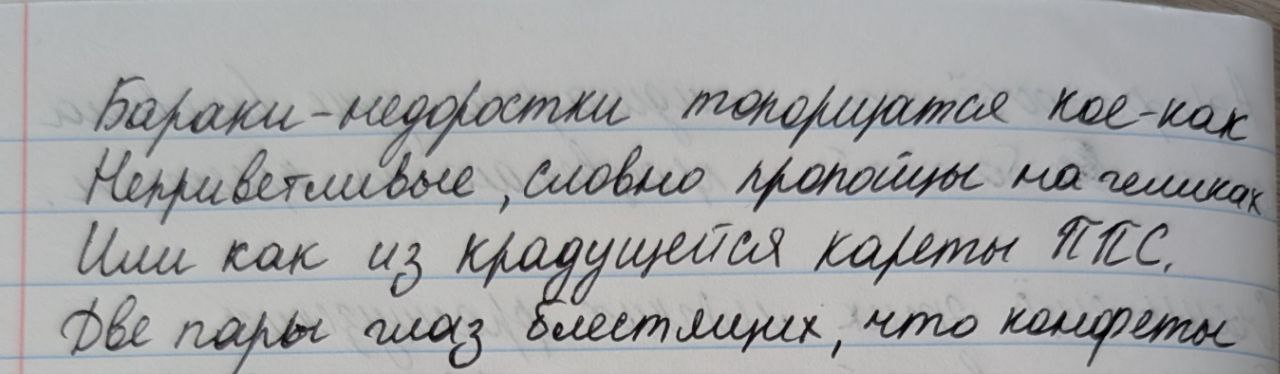 Бараки-недоростки топорщатся кое-как
Неприветливые, словно пропойцы на геликах
Или как из крадущейся кареты ППС.
Две пары глаз блестящих, что конфеты